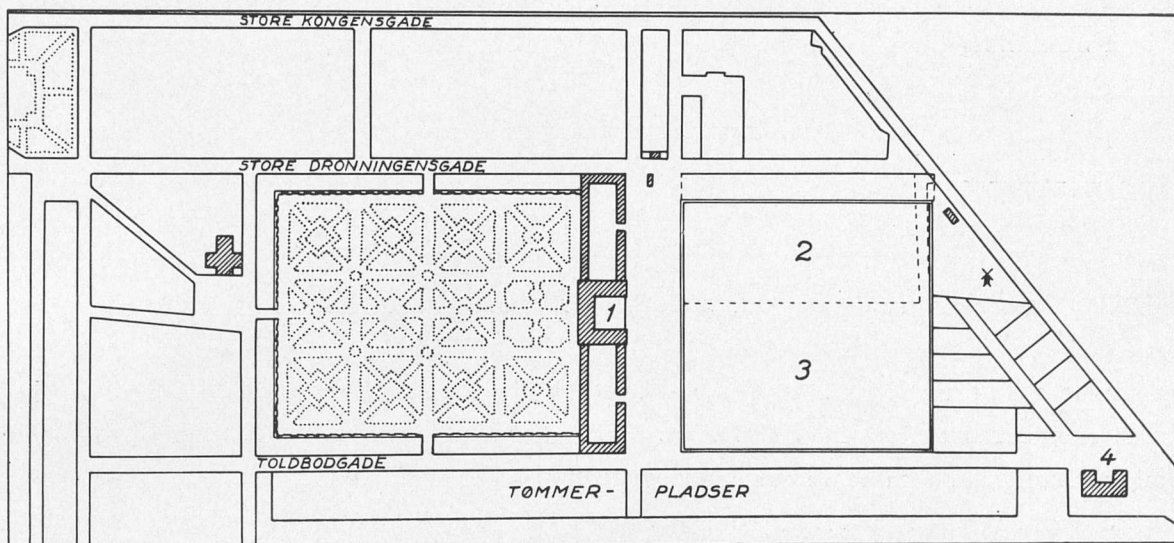 STORE KONGENSGADE
STORE DRONNINGENSGADE
2
1
3
TOLDBODGADE
4
TØMMER- PLADSER